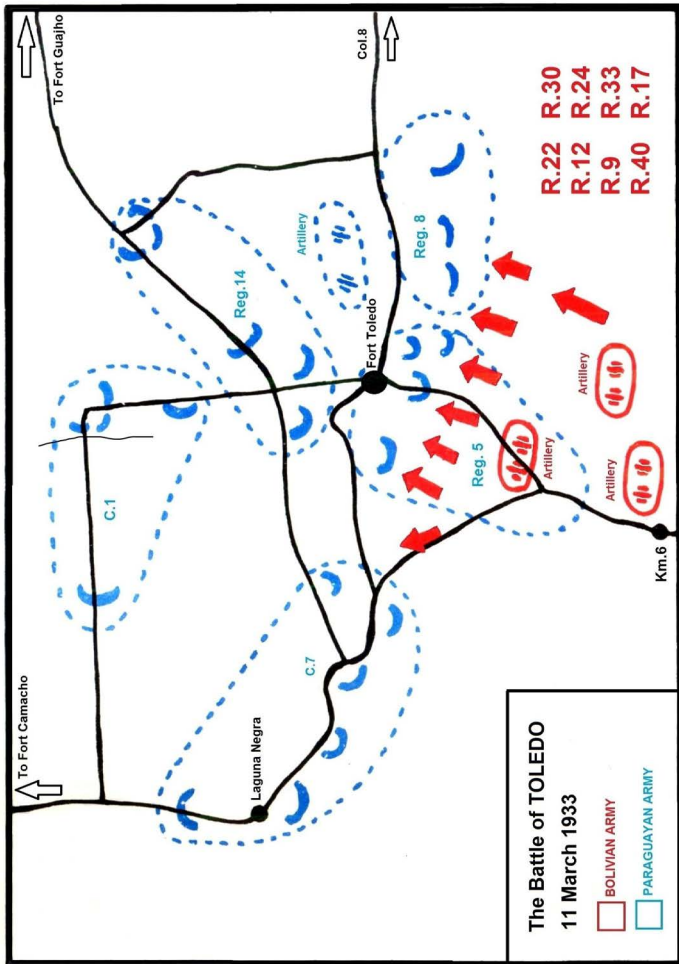 To Fort Guajho
Col.8
R.22 R.30
R.12 R.24
R.9 R.33
R.40 R.17
Artillery
Reg. 8
Reg.14
Fort Toledo
Artillery
C.1
Reg. 5
Artillery
Artillery
C.7
Km.6
To Fort Camacho
Laguna Negra
The Battle of TOLEDO
11 March 1933
BOLIVIAN ARMY
PARAGUAYAN ARMY